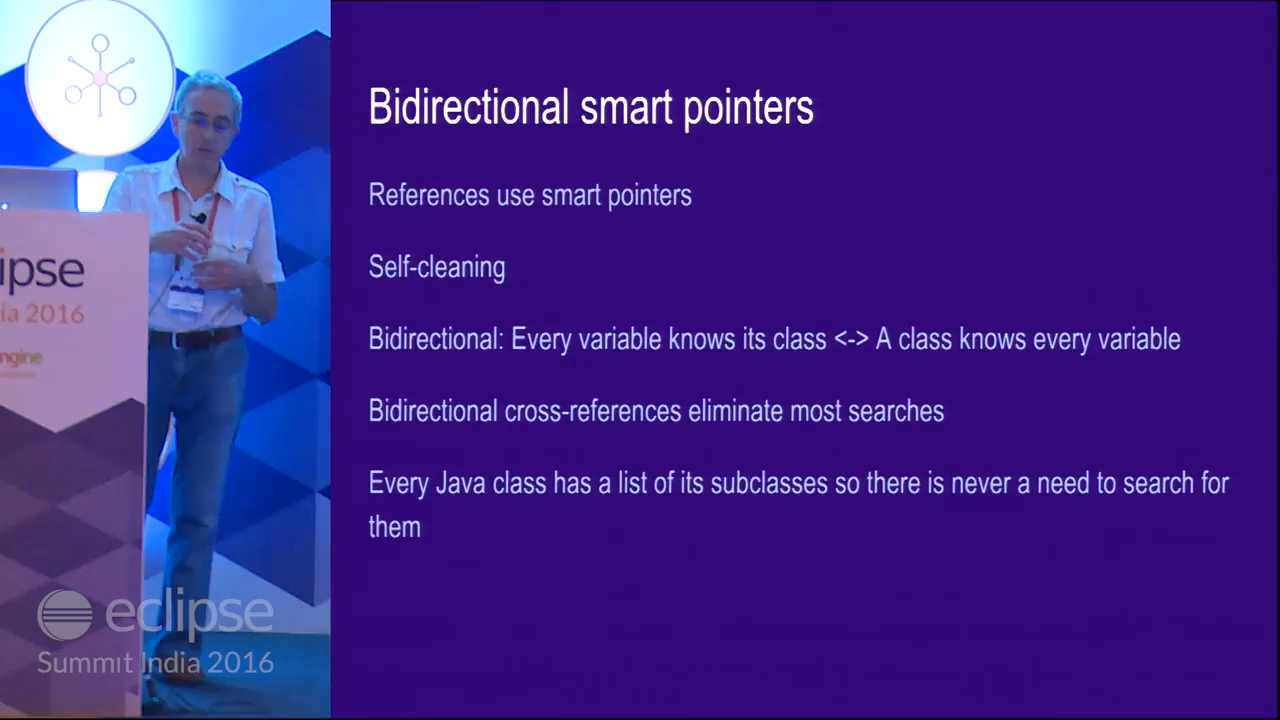 Bidirectional smart pointers
References use smart pointers
Self-cleaning
Bidirectional: Every variable knows its class <-> A class knows every variable
Bidirectional cross-references eliminate most searches
Every Java class has a list of its subclasses so there is never a need to search for
them
ipse
ia 2016
ngine
eclipse
Summit India 2016